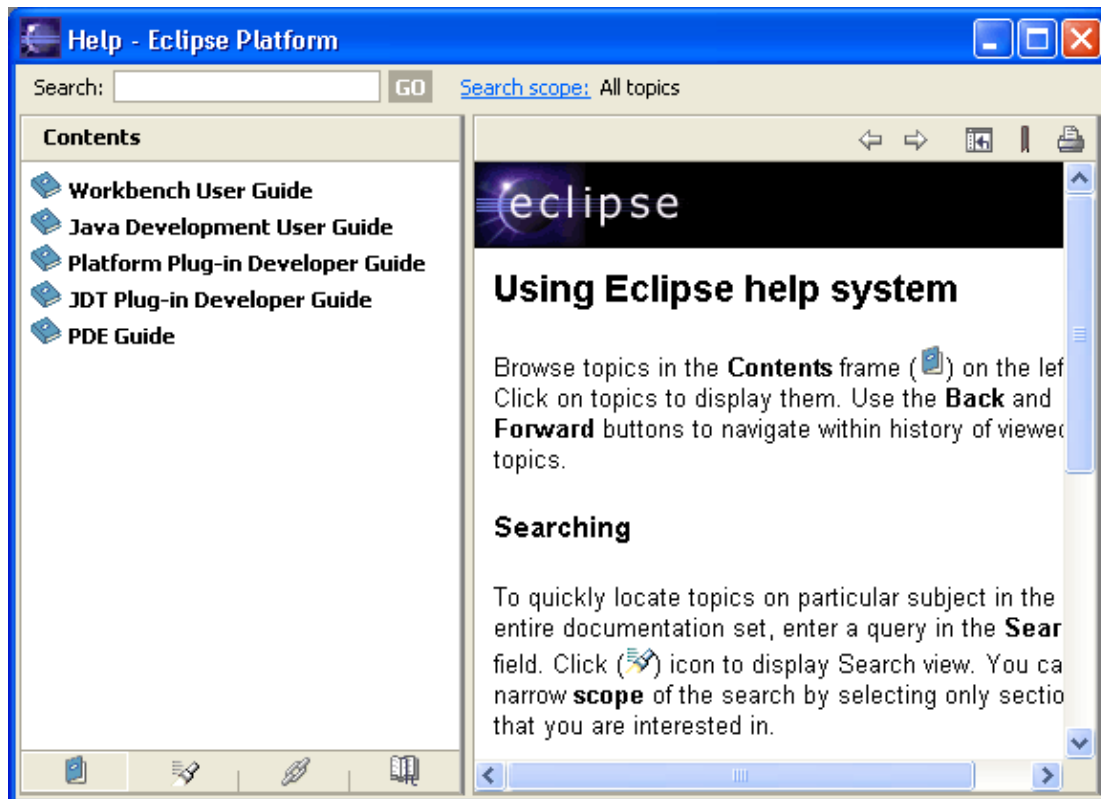 Help - Eclipse Platform
Search: GO Search scope: All topics
Contents
Workbench User Guide
Java Development User Guide
Platform Plug-in Developer Guide
JDT Plug-in Developer Guide
PDE Guide
eclipse
Using Eclipse help system
Browse topics in the Contents frame ( ) on the lef
Click on topics to display them. Use the Back and
Forward buttons to navigate within history of viewed
topics.
Searching
To quickly locate topics on particular subject in the
entire documentation set, enter a query in the Sear
field. Click ( ) icon to display Search view. You ca
narrow scope of the search by selecting only sectio
that you are interested in.